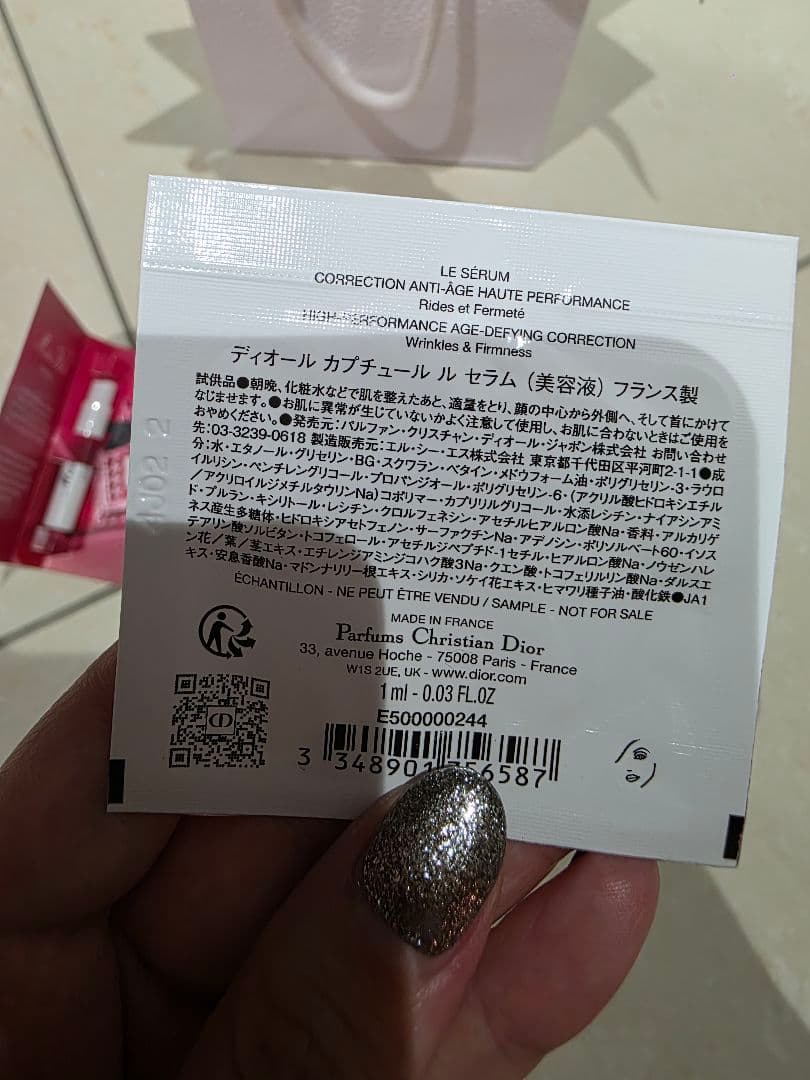 LE SÉRUM
CORRECTION ANTI-ÂGE HAUTE PERFORMANCE
Rides et Fermeté
HIGH-PERFORMANCE AGE-DEFYING CORRECTION
Wrinkles & Firmness
ディオール カプチュール ル セラム（美容液）フランス製
試供品●朝晩、化粧水などで肌を整えたあと、適量をとり、顔の中心から外側へ、そして首にかけて
なじませます。●お肌に異常が生じていないかよく注意して使用し、お肌に合わないときはご使用を
おやめください。●発売元：パルファン・クリスチャン・ディオール・ジャポン株式会社 お問い合わせ
先：03-3239-0618 製造販売元：エル・シー・エス株式会社 東京都千代田区平河町2-1-1●成
分：水・エタノール・グリセリン・BG・スクワラン・ベタイン・メドウフォーム油・ポリグリセリン-3・ラウロ
イルリシン・ペンチレングリコール・プロパンジオール・ポリグリセリン-6・（アクリル酸ヒドロキシエチル
／アクリロイルジメチルタウリンNa）コポリマー・カプリリルグリコール・水添レシチン・ナイアシンアミ
ド・プルラン・キシリトール・レシチン・クロルフェネシン・アセチルヒアルロン酸Na・香料・アルカリゲ
ネス産生多糖体・ヒドロキシアセトフェノン・サーファクチンNa・アデノシン・ポリソルベート60・イソス
テアリン酸ソルビタン・トコフェロール・アセチルジペプチド-1セチル・ヒアルロン酸Na・ノウゼンハレ
ン花／葉／茎エキス・エチレンジアミンジコハク酸3Na・クエン酸・トコフェリルリン酸Na・ダルスエ
キス・安息香酸Na・マドンナリリー根エキス・シリカ・ソケイ花エキス・ヒマワリ種子油・酸化鉄●JA1
ÉCHANTILLON - NE PEUT ÊTRE VENDU / SAMPLE - NOT FOR SALE
MADE IN FRANCE
Parfums Christian Dior
33, avenue Hoche - 75008 Paris - France
W1S 2UE, UK - www.dior.com
1 ml - 0.03 FL.OZ
E500000244
3 348901 756587
CD
4J02 2